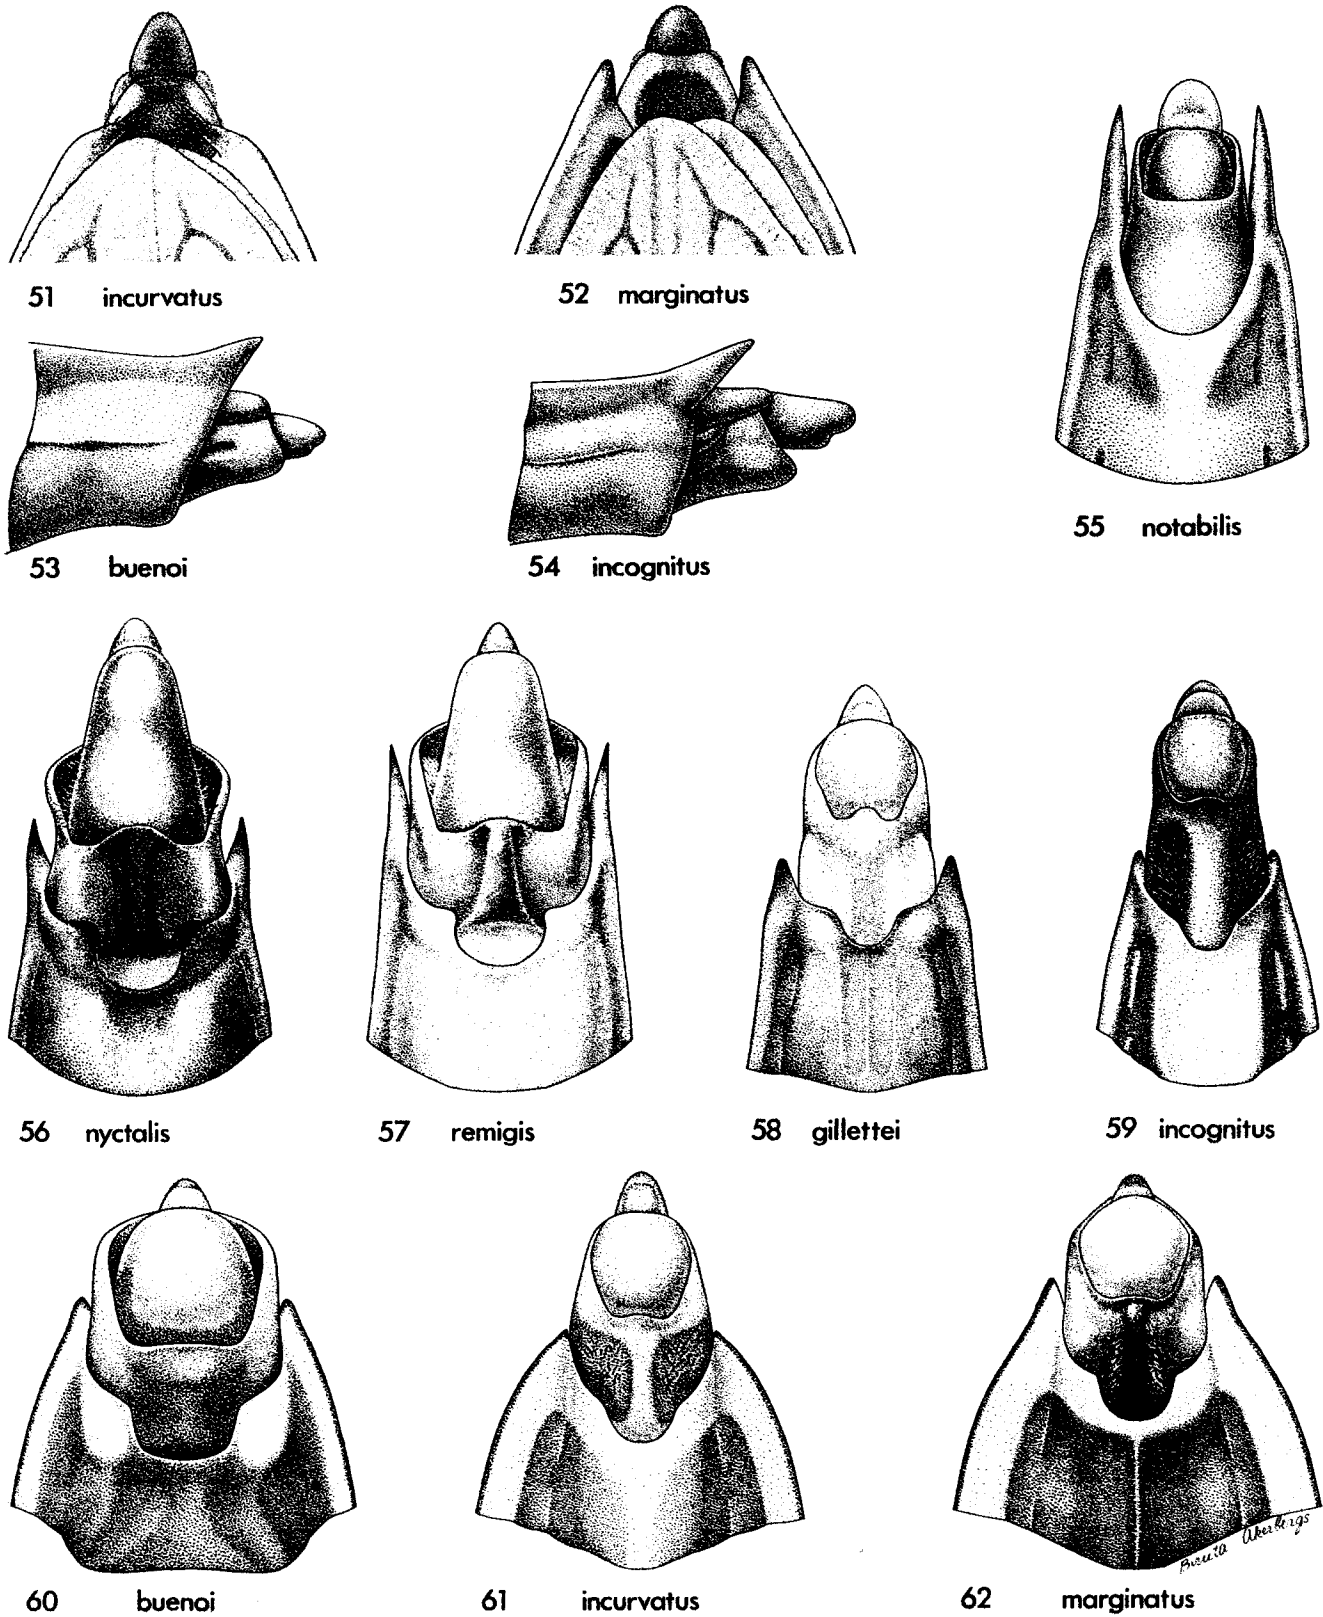 51 incurvatus
52 marginatus
53 buenoi
54 incognitus
55 notabilis
56 nyctalis
57 remigis
58 gillettei
59 incognitus
60 buenoi
61 incurvatus
62 marginatus